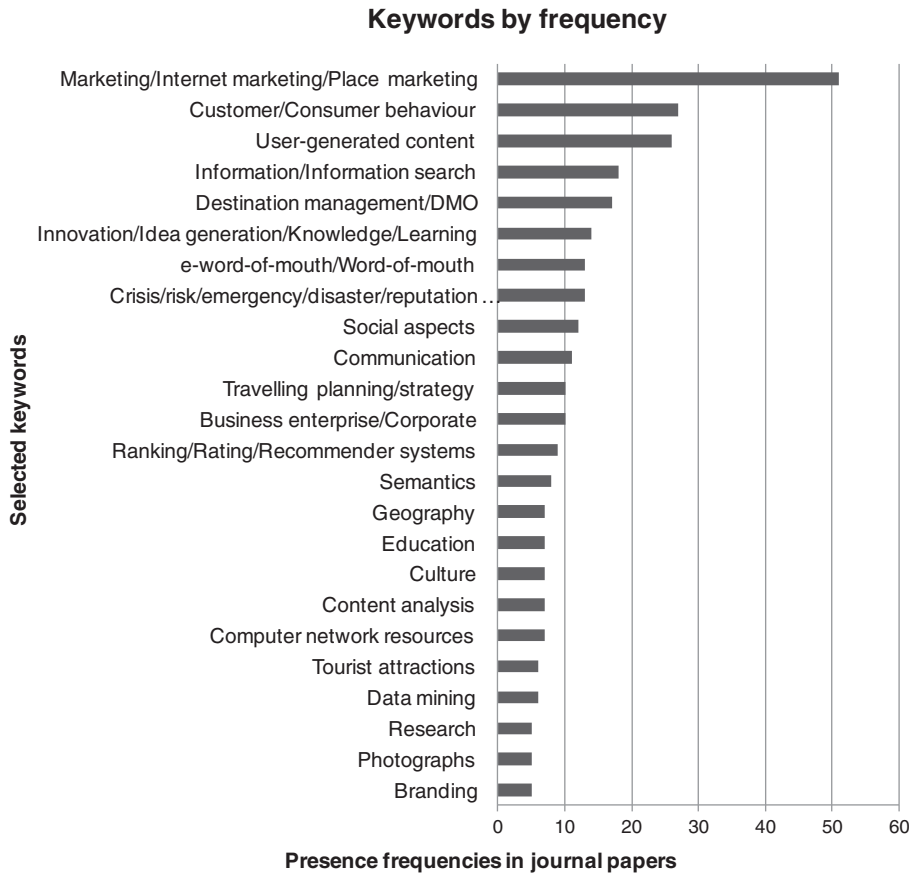 Keywords by frequency
Marketing/Internet marketing/Place marketing
Customer/Consumer behaviour
User-generated content
Information/Information search
Destination management/DMO
Innovation/Idea generation/Knowledge/Learning
e-word-of-mouth/Word-of-mouth
Crisis/risk/emergency/disaster/reputation ...
Social aspects
Communication
Travelling planning/strategy
Business enterprise/Corporate
Ranking/Rating/Recommender systems
Semantics
Geography
Education
Culture
Content analysis
Computer network resources
Tourist attractions
Data mining
Research
Photographs
Branding
Selected keywords
0 10 20 30 40 50 60
Presence frequencies in journal papers